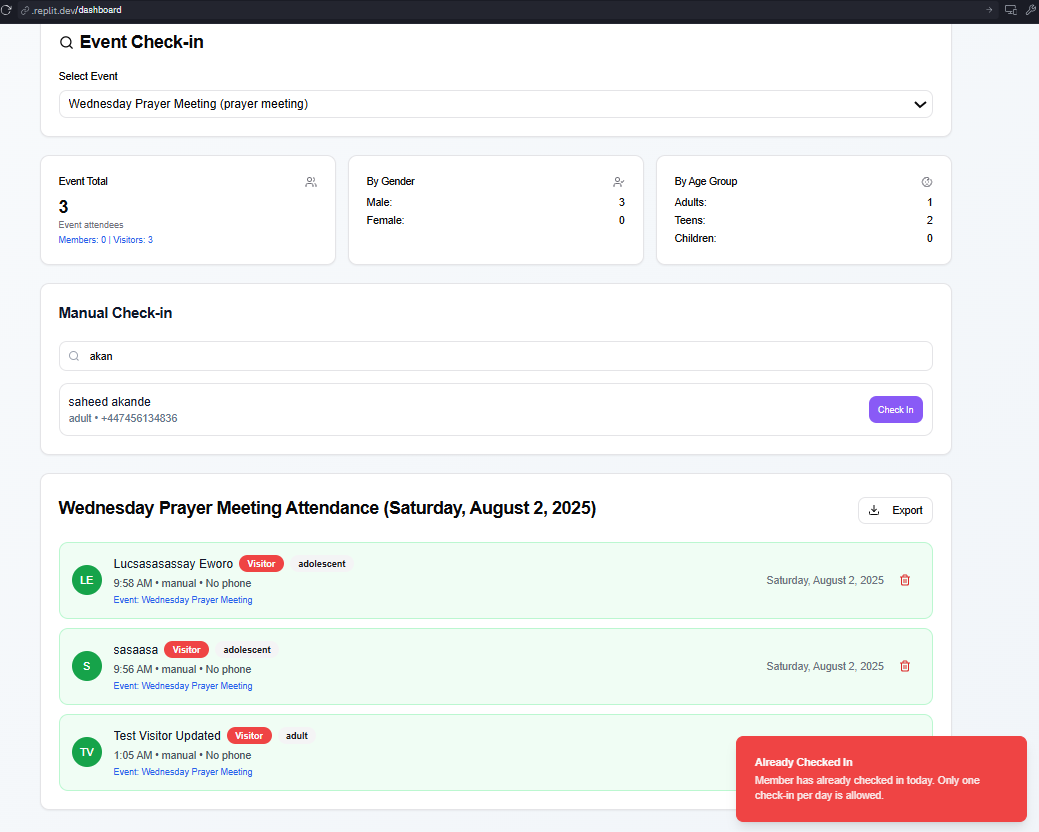 .replit.dev/dashboard
Event Check-in
Select Event
Wednesday Prayer Meeting (prayer meeting)
Event Total
3
Event attendees
Members: 0 | Visitors: 3
By Gender
Male: 3
Female: 0
By Age Group
Adults: 1
Teens: 2
Children: 0
Manual Check-in
akan
saheed akande
adult • +447456134836
Check In
Wednesday Prayer Meeting Attendance (Saturday, August 2, 2025)
Export
LE
Lucsasasassay Eworo Visitor adolescent
9:58 AM • manual • No phone
Event: Wednesday Prayer Meeting
Saturday, August 2, 2025
S
sasaasa Visitor adolescent
9:56 AM • manual • No phone
Event: Wednesday Prayer Meeting
Saturday, August 2, 2025
TV
Test Visitor Updated Visitor adult
1:05 AM • manual • No phone
Event: Wednesday Prayer Meeting
Already Checked In
Member has already checked in today. Only one
check-in per day is allowed.